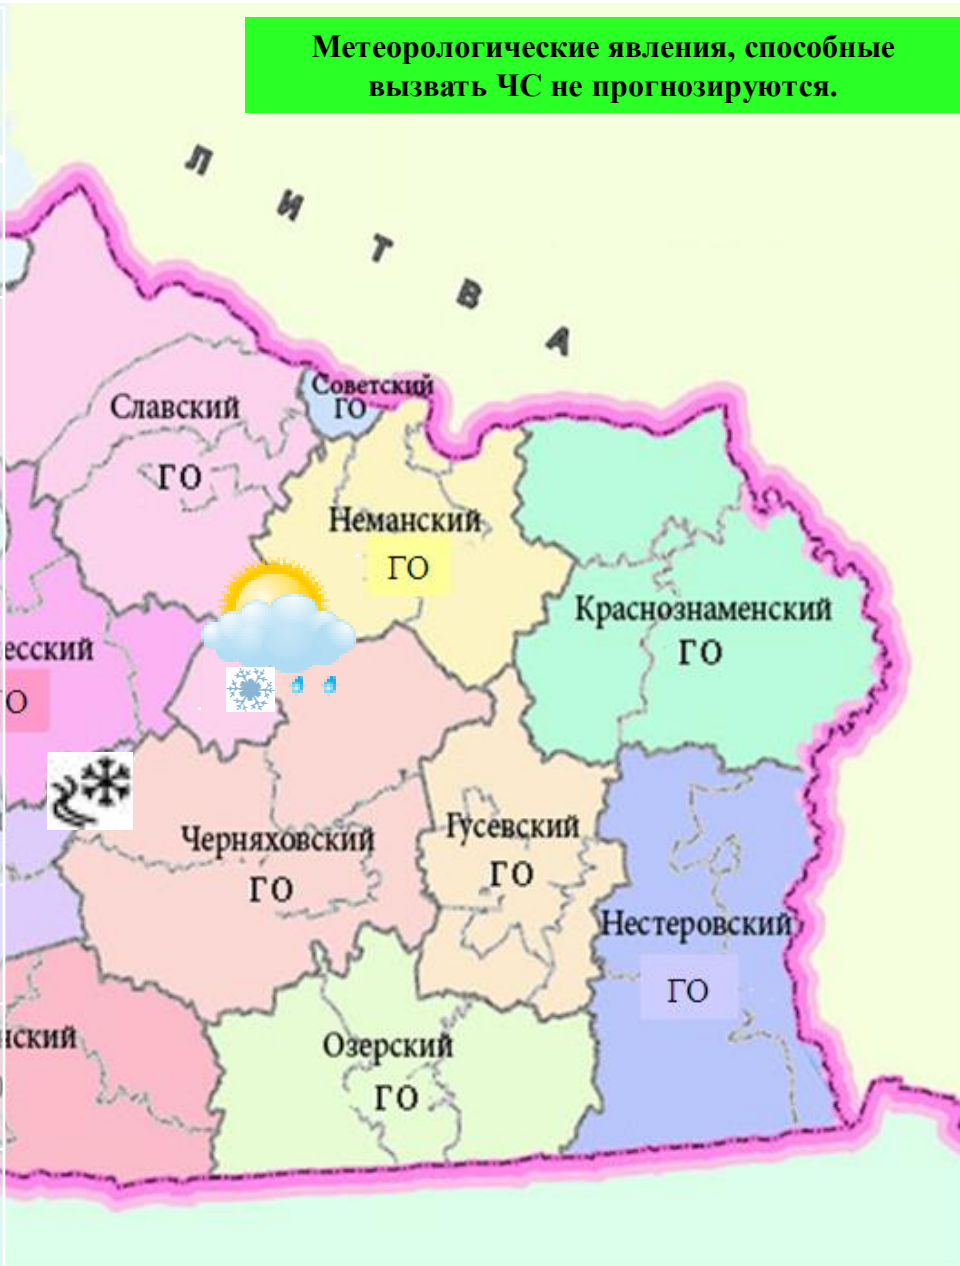 Метеорологические явления, способные
вызвать ЧС не прогнозируются.
ЛИТВА
Советский
ГО
Славский
ГО
Неманский
ГО
Краснознаменский
ГО
есский
О
Черняховский
ГО
Гусевский
ГО
Нестеровский
ГО
нский
Озерский
ГО